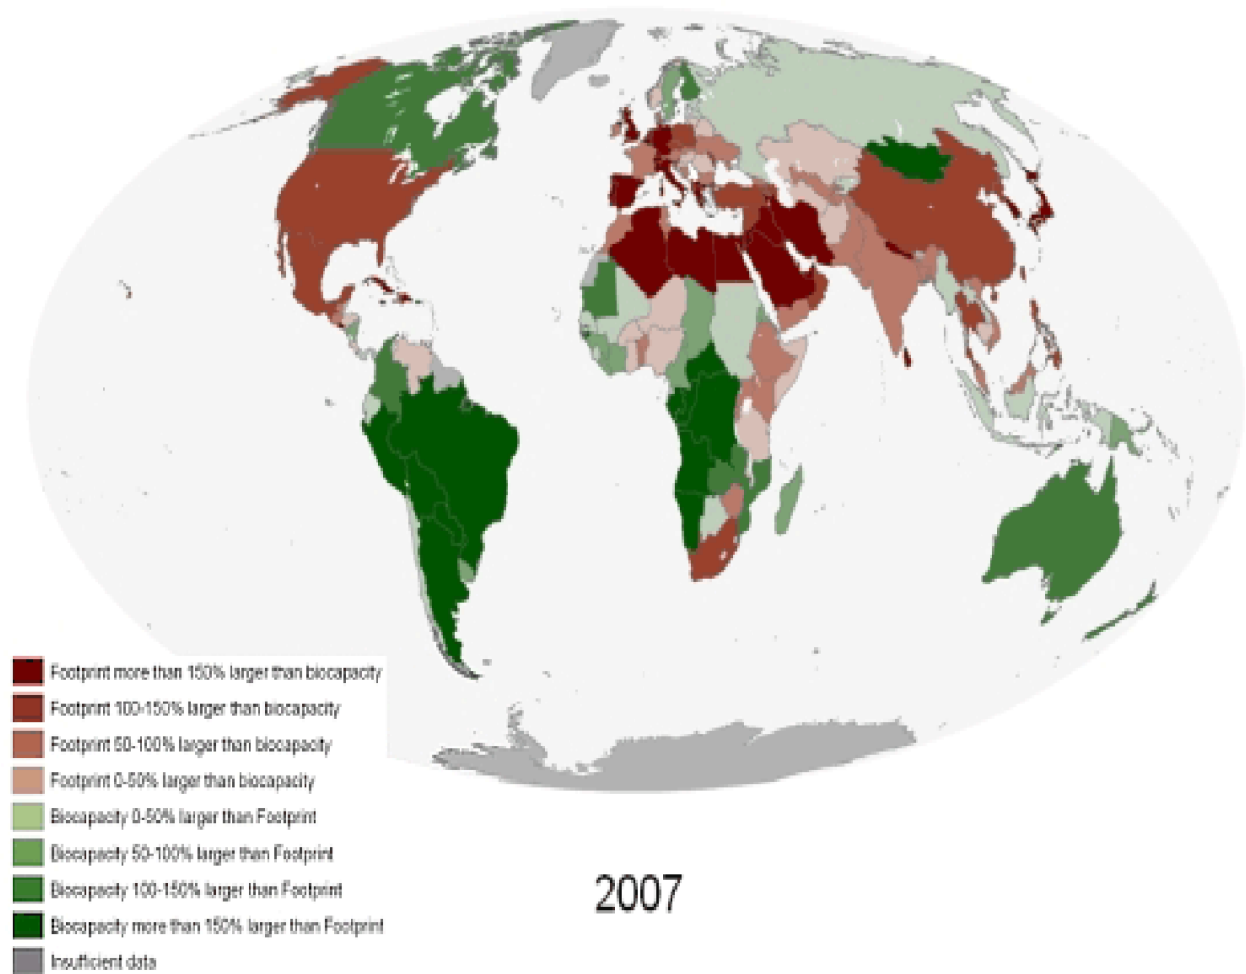 Footprint more than 150% larger than biocapacity
Footprint 100-150% larger than biocapacity
Footprint 50-100% larger than biocapacity
Footprint 0-50% larger than biocapacity
Biocapacity 0-50% larger than Footprint
Biocapacity 50-100% larger than Footprint
Biocapacity 100-150% larger than Footprint
Biocapacity more than 150% larger than Footprint
Insufficient data
2007